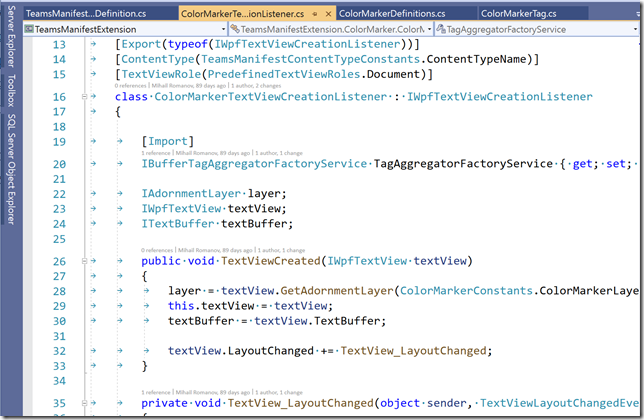 TeamsManifest...Definition.cs
ColorMarkerTe...ionListener.cs
ColorMarkerDefinitions.cs
ColorMarkerTag.cs
TeamsManifestExtension
TeamsManifestExtension.ColorMarker.ColorM
TagAggregatorFactoryService
Server Explorer
Toolbox
SQL Server Object Explorer
13 [Export(typeof(IWpfTextViewCreationListener))]
14 [ContentType(TeamsManifestContentTypeConstants.ContentTypeName)]
15 [TextViewRole(PredefinedTextViewRoles.Document)]
0 references | Mihail Romanov, 89 days ago | 1 author, 2 changes
16 class ColorMarkerTextViewCreationListener : IWpfTextViewCreationListener
17 {
18
19 [Import]
1 reference | Mihail Romanov, 89 days ago | 1 author, 1 change
20 IBufferTagAggregatorFactoryService TagAggregatorFactoryService { get; set;
21
22 IAdornmentLayer layer;
23 IWpfTextView textView;
24 ITextBuffer textBuffer;
25
0 references | Mihail Romanov, 89 days ago | 1 author, 1 change
26 public void TextViewCreated(IWpfTextView textView)
27 {
28 layer = textView.GetAdornmentLayer(ColorMarkerConstants.ColorMarkerLaye
29 this.textView = textView;
30 textBuffer = textView.TextBuffer;
31
32 textView.LayoutChanged += TextView_LayoutChanged;
33 }
34
1 reference | Mihail Romanov, 89 days ago | 1 author, 1 change
35 private void TextView_LayoutChanged(object sender, TextViewLayoutChangedEve
36 {